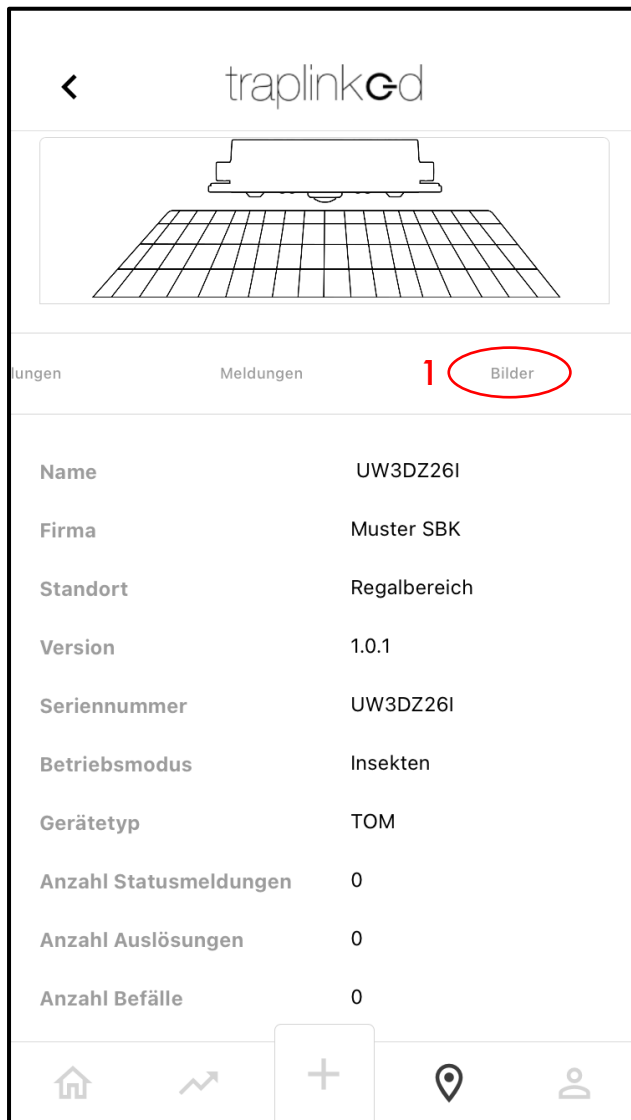 traplinked
lungen Meldungen 1 Bilder
Name UW3DZ26I
Firma Muster SBK
Standort Regalbereich
Version 1.0.1
Seriennummer UW3DZ26I
Betriebsmodus Insekten
Gerätetyp TOM
Anzahl Statusmeldungen 0
Anzahl Auslösungen 0
Anzahl Befälle 0